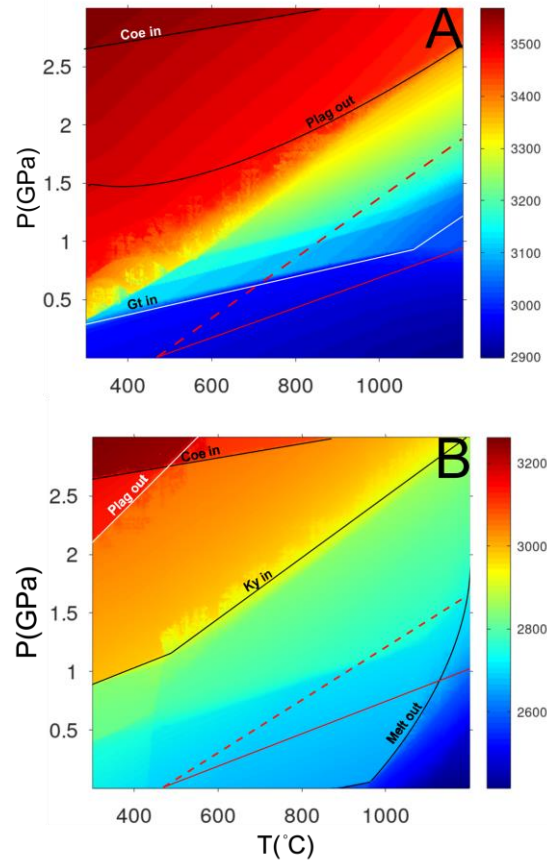 A
Coe in
Plag out
Gt in
P(GPa)
2.5
2
1.5
1
0.5
400
600
800
1000
3500
3400
3300
3200
3100
3000
2900
B
Coe in
Plag out
Ky in
Melt out
P(GPa)
2.5
2
1.5
1
0.5
400
600
800
1000
T(°C)
3200
3000
2800
2600